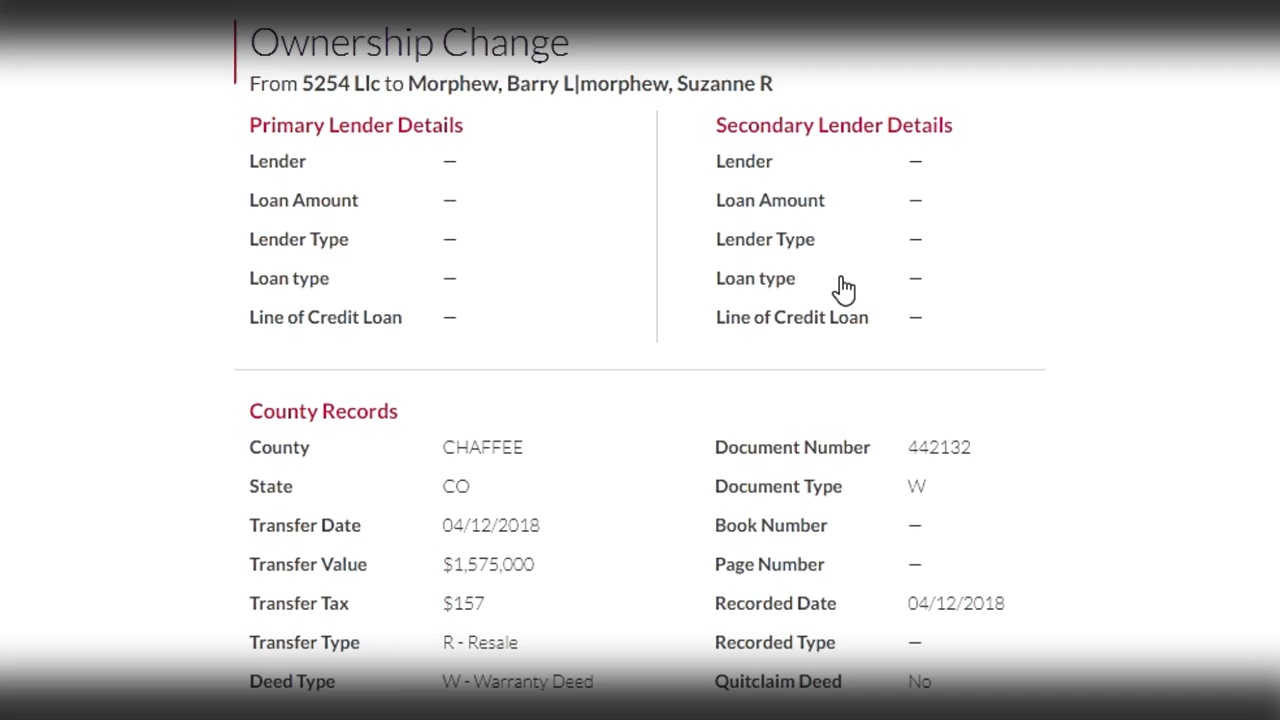 Ownership Change
From 5254 Llc to Morphew, Barry L|morphew, Suzanne R
Primary Lender Details
Lender —
Loan Amount —
Lender Type —
Loan type —
Line of Credit Loan —
Secondary Lender Details
Lender —
Loan Amount —
Lender Type —
Loan type —
Line of Credit Loan —
County Records
County CHAFFEE
State CO
Transfer Date 04/12/2018
Transfer Value $1,575,000
Transfer Tax $157
Transfer Type R - Resale
Deed Type W - Warranty Deed
Document Number 442132
Document Type W
Book Number —
Page Number —
Recorded Date 04/12/2018
Recorded Type —
Quitclaim Deed No